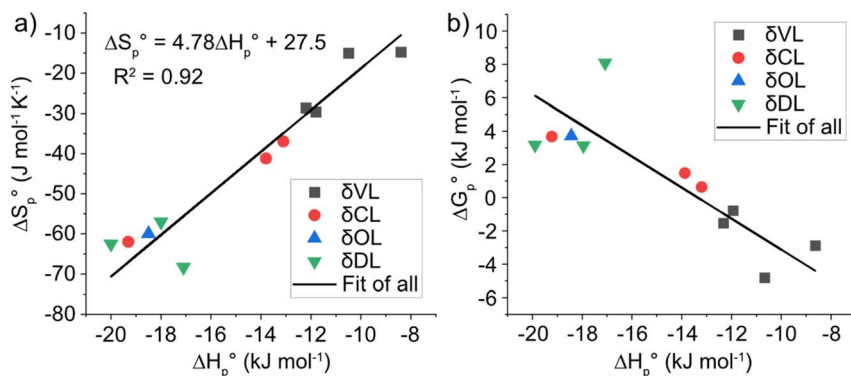 a)
ΔSp° = 4.78ΔHp° + 27.5
R² = 0.92
ΔSp° (J mol⁻¹ K⁻¹)
-10
-20
-30
-40
-50
-60
-70
-80
δVL
δCL
δOL
δDL
Fit of all
-20 -18 -16 -14 -12 -10 -8
ΔHp° (kJ mol⁻¹)
b)
ΔGp° (kJ mol⁻¹)
10
8
6
4
2
0
-2
-4
-6
δVL
δCL
δOL
δDL
Fit of all
-20 -18 -16 -14 -12 -10 -8
ΔHp° (kJ mol⁻¹)